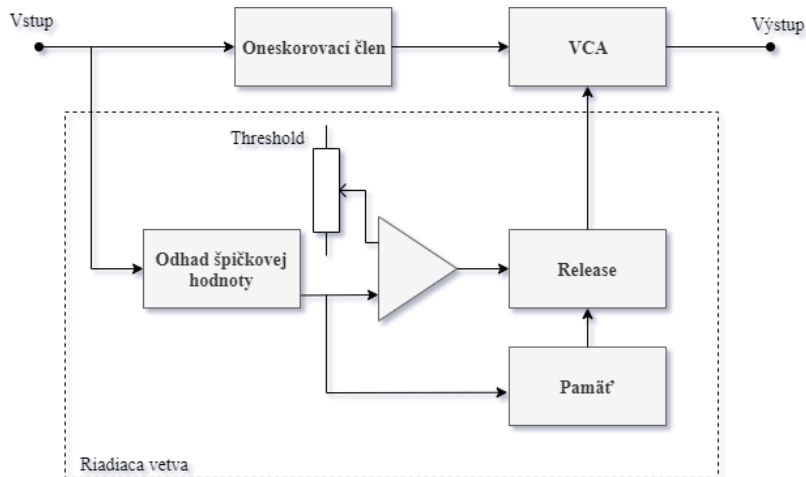 Vstup
Oneskorovací člen
VCA
Výstup
Threshold
Odhad špičkovej
hodnoty
Release
Pamäť
Riadiaca vetva